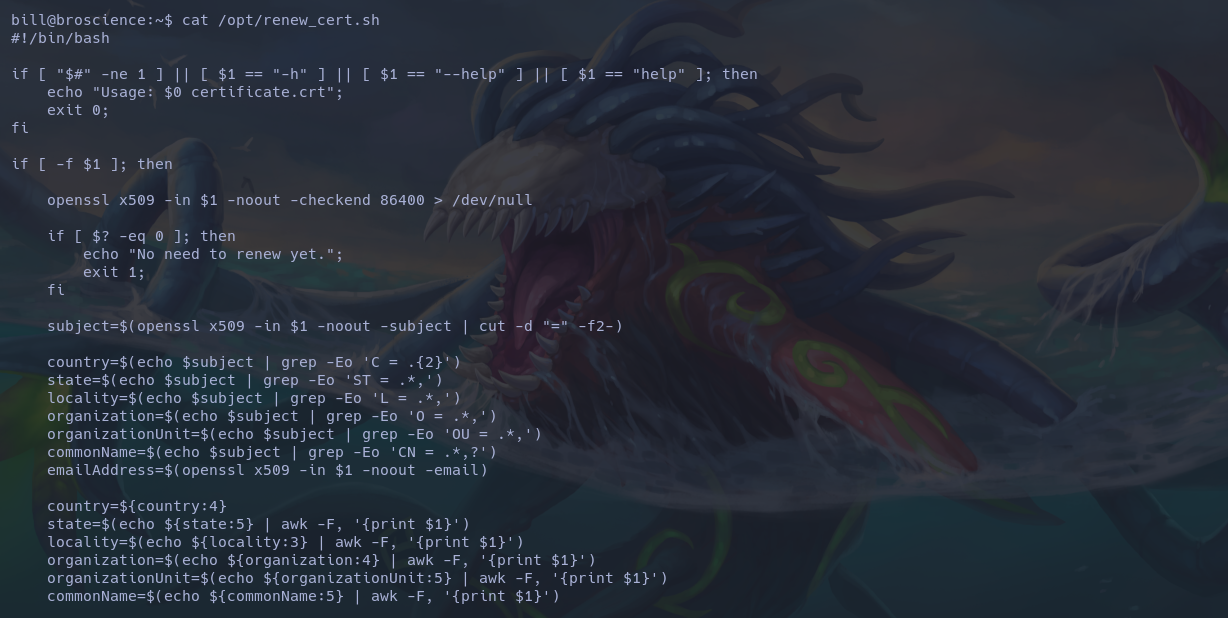 bill@broscience:~$ cat /opt/renew_cert.sh
#!/bin/bash

if [ "$#" -ne 1 ] || [ $1 == "-h" ] || [ $1 == "--help" ] || [ $1 == "help" ]; then
    echo "Usage: $0 certificate.crt";
    exit 0;
fi

if [ -f $1 ]; then

    openssl x509 -in $1 -noout -checkend 86400 > /dev/null

    if [ $? -eq 0 ]; then
        echo "No need to renew yet.";
        exit 1;
    fi

    subject=$(openssl x509 -in $1 -noout -subject | cut -d "=" -f2-)

    country=$(echo $subject | grep -Eo 'C = .{2}')
    state=$(echo $subject | grep -Eo 'ST = .*,')
    locality=$(echo $subject | grep -Eo 'L = .*,')
    organization=$(echo $subject | grep -Eo 'O = .*,')
    organizationUnit=$(echo $subject | grep -Eo 'OU = .*,')
    commonName=$(echo $subject | grep -Eo 'CN = .*,?')
    emailAddress=$(openssl x509 -in $1 -noout -email)

    country=${country:4}
    state=$(echo ${state:5} | awk -F, '{print $1}')
    locality=$(echo ${locality:3} | awk -F, '{print $1}')
    organization=$(echo ${organization:4} | awk -F, '{print $1}')
    organizationUnit=$(echo ${organizationUnit:5} | awk -F, '{print $1}')
    commonName=$(echo ${commonName:5} | awk -F, '{print $1}')